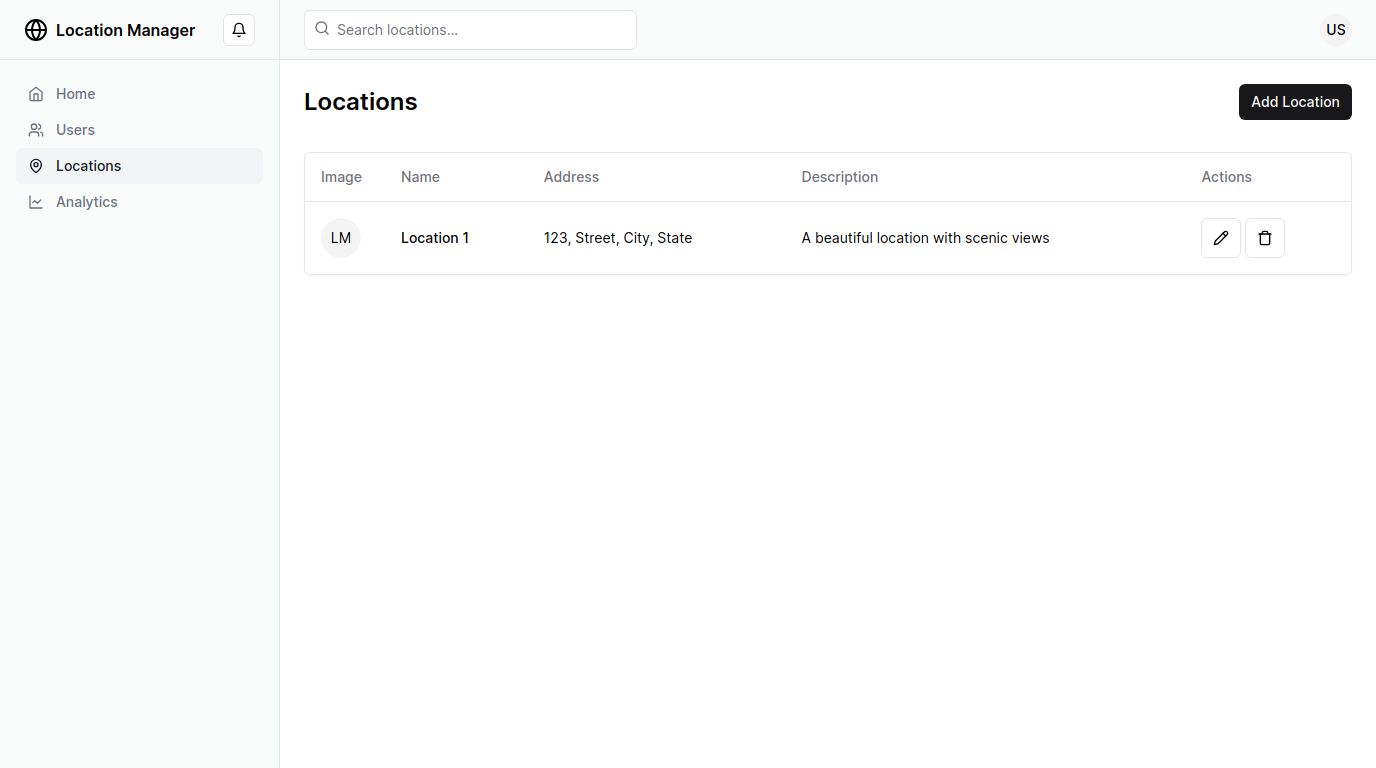 Location Manager
Search locations...
US
Home
Users
Locations
Analytics
Locations
Add Location
Image Name Address Description Actions
LM Location 1 123, Street, City, State A beautiful location with scenic views